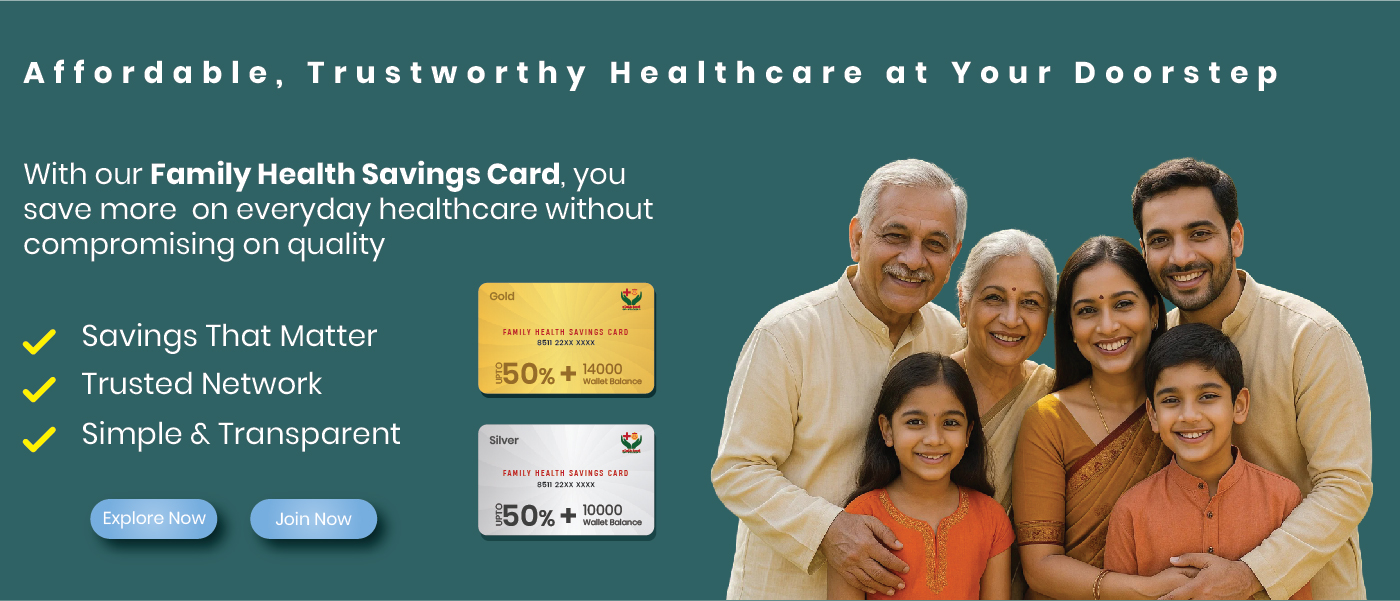 Affordable, Trustworthy Healthcare at Your Doorstep
With our Family Health Savings Card, you
save more on everyday healthcare without
compromising on quality
Savings That Matter
Trusted Network
Simple & Transparent
Explore Now
Join Now
Gold
FAMILY HEALTH SAVINGS CARD
8511 22XX XXXX
UPTO 50% + 14000
Wallet Balance
Silver
FAMILY HEALTH SAVINGS CARD
8511 22XX XXXX
UPTO 50% + 10000
Wallet Balance